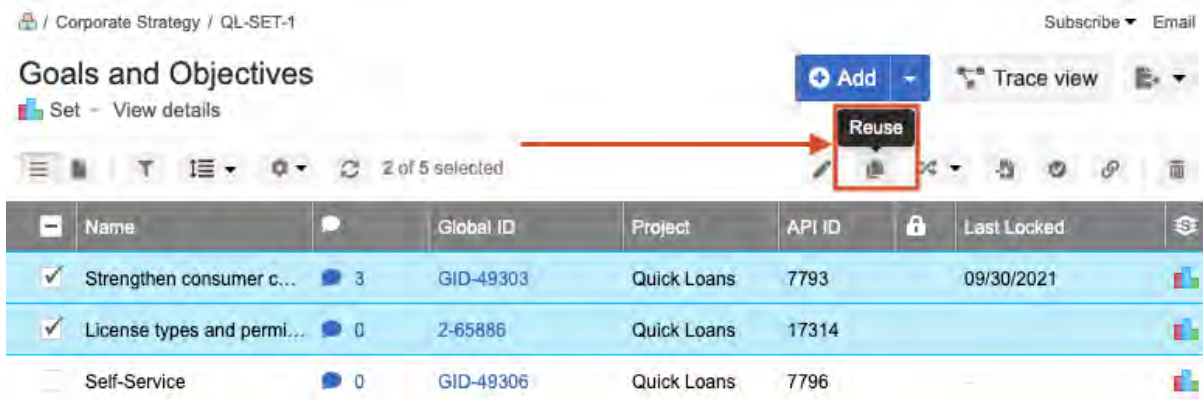 / Corporate Strategy / QL-SET-1 Subscribe Email
Goals and Objectives Add Trace view
Set - View details
Reuse
2 of 5 selected
Name Global ID Project API ID Last Locked
Strengthen consumer c... 3 GID-49303 Quick Loans 7793 09/30/2021
License types and permi... 0 2-65886 Quick Loans 17314
Self-Service 0 GID-49306 Quick Loans 7796